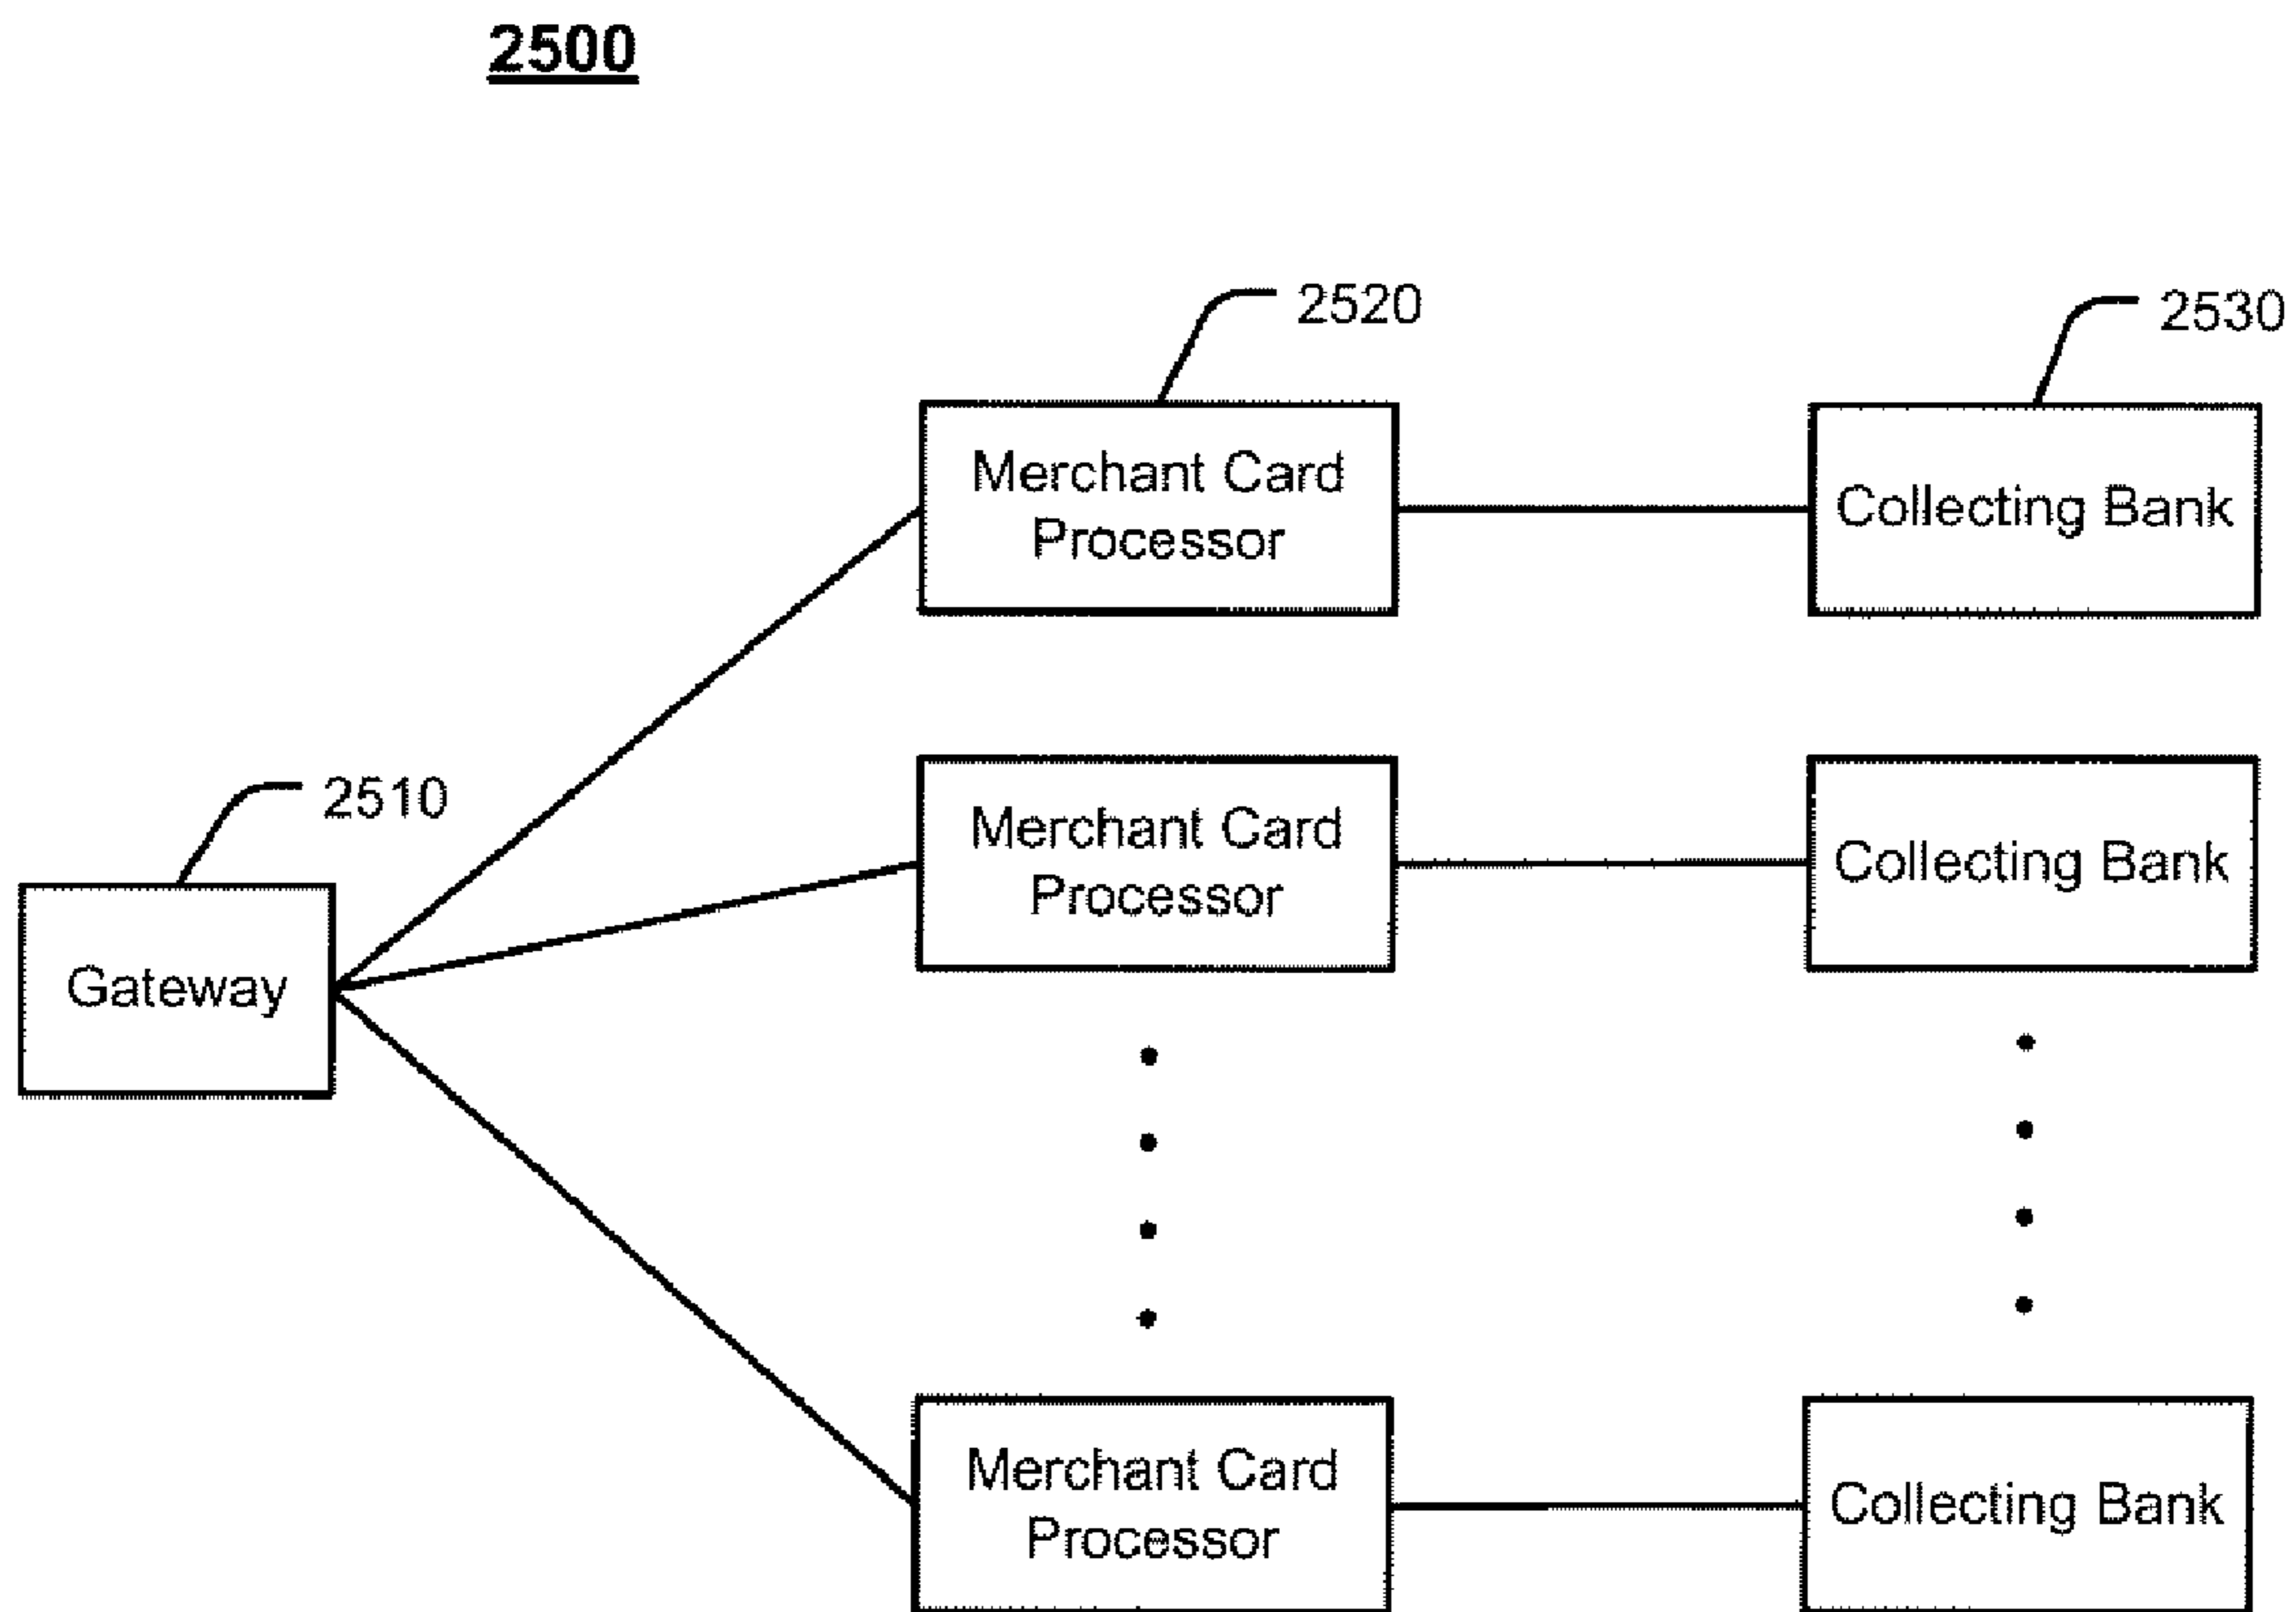 2500
2520
2530
Merchant Card
Processor
Collecting Bank
2510
Merchant Card
Processor
Collecting Bank
Gateway
Merchant Card
Processor
Collecting Bank